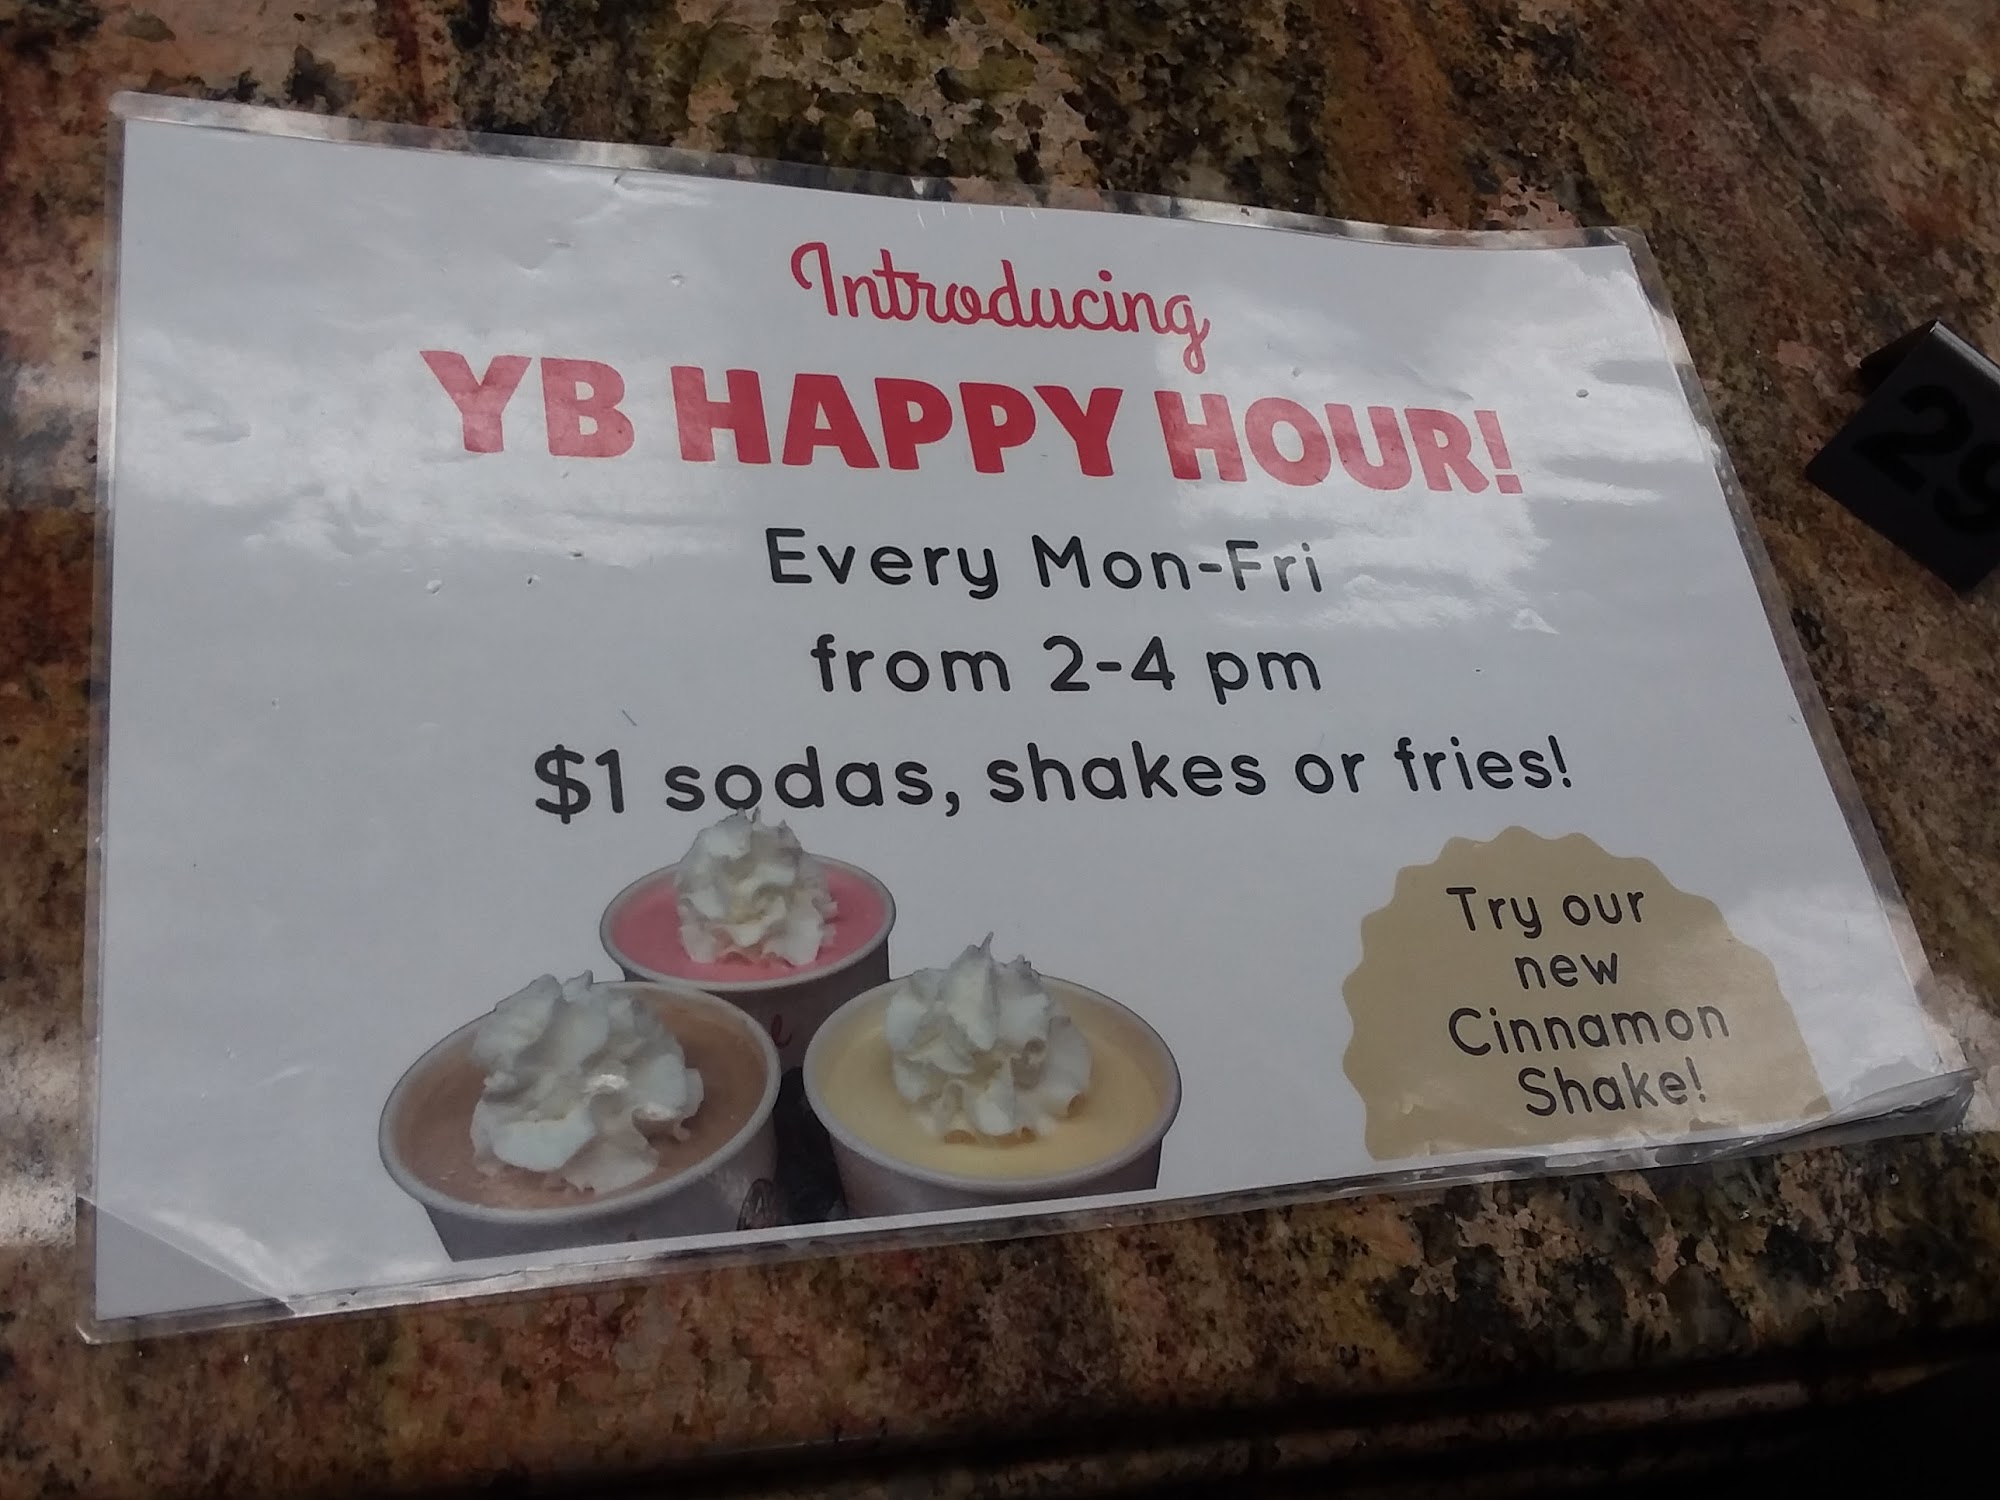 Introducing
YB HAPPY HOUR!
Every Mon-Fri
from 2-4 pm
$1 sodas, shakes or fries!
Try our
new
Cinnamon
Shake!
29